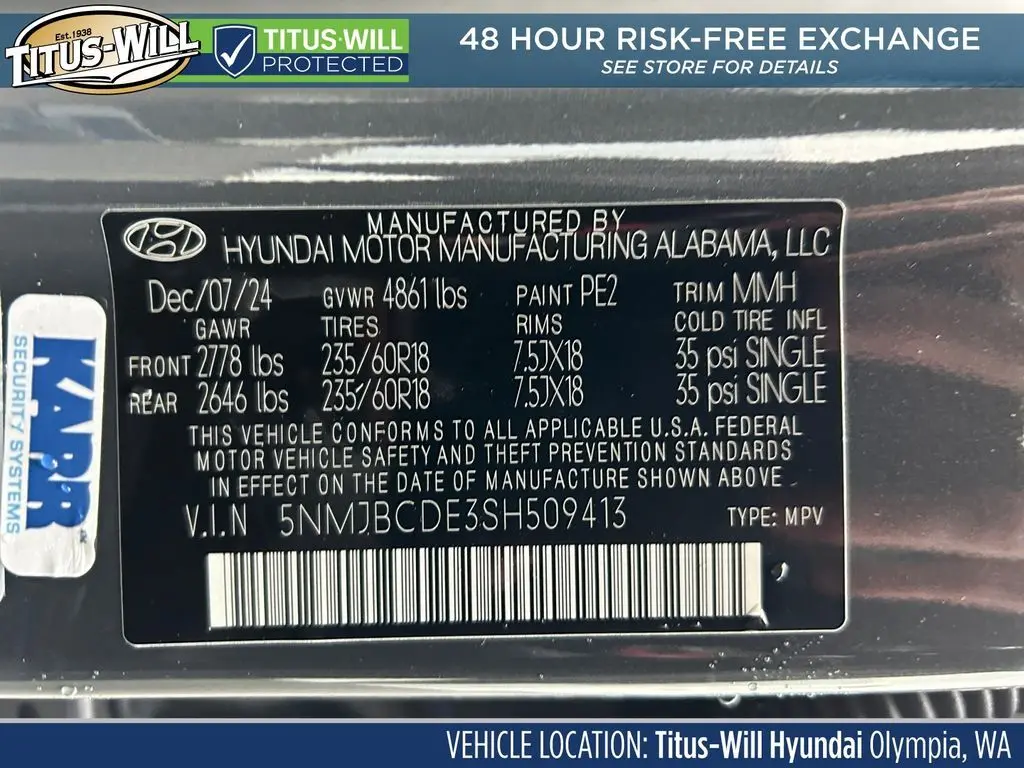 Est.1938
TITUS-WILL
TITUS-WILL
PROTECTED
48 HOUR RISK-FREE EXCHANGE
SEE STORE FOR DETAILS
MANUFACTURED BY
HYUNDAI MOTOR MANUFACTURING ALABAMA, LLC
Dec/07/24 GVWR 4861 lbs PAINT PE2 TRIM MMH
GAWR TIRES RIMS COLD TIRE INFL
FRONT 2778 lbs 235/60R18 7.5JX18 35 psi SINGLE
REAR 2646 lbs 235/60R18 7.5JX18 35 psi SINGLE
THIS VEHICLE CONFORMS TO ALL APPLICABLE U.S.A. FEDERAL
MOTOR VEHICLE SAFETY AND THEFT PREVENTION STANDARDS
IN EFFECT ON THE DATE OF MANUFACTURE SHOWN ABOVE.
V.I.N 5NMJBCDE3SH509413 TYPE: MPV
KARR
SECURITY SYSTEMS
VEHICLE LOCATION: Titus-Will Hyundai Olympia, WA